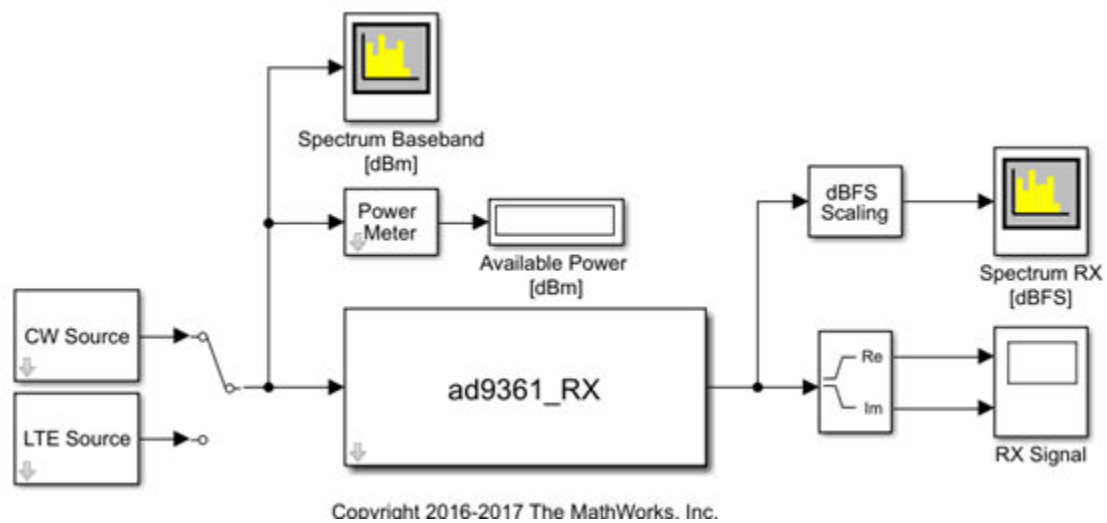 Spectrum Baseband
[dBm]
Power
Meter
Available Power
[dBm]
dBFS
Scaling
Spectrum RX
[dBFS]
CW Source
LTE Source
ad9361_RX
Re
Im
RX Signal
Copyright 2016-2017 The MathWorks, Inc.